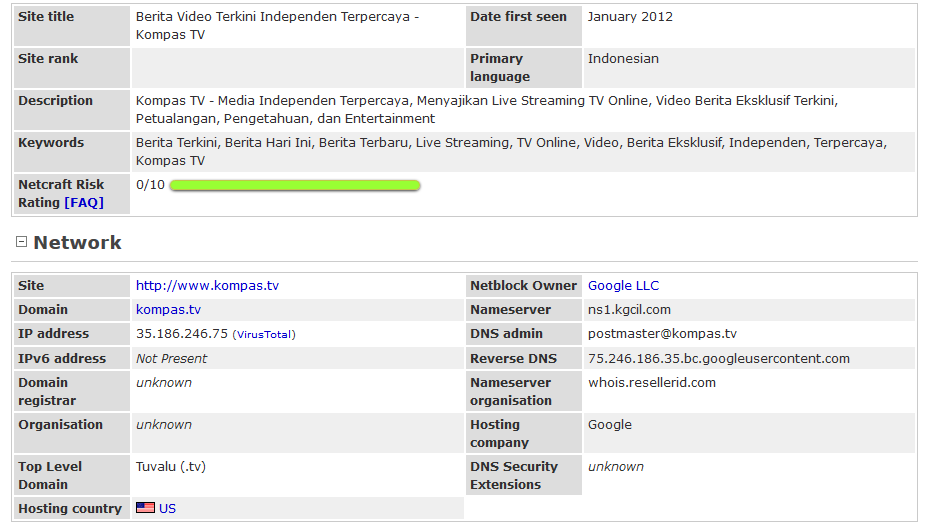 Site title Berita Video Terkini Independen Terpercaya - Date first seen January 2012
Kompas TV
Site rank Primary Indonesian
language
Description Kompas TV - Media Independen Terpercaya, Menyajikan Live Streaming TV Online, Video Berita Eksklusif Terkini,
Petualangan, Pengetahuan, dan Entertainment
Keywords Berita Terkini, Berita Hari Ini, Berita Terbaru, Live Streaming, TV Online, Video, Berita Eksklusif, Independen, Terpercaya,
Kompas TV
Netcraft Risk 0/10
Rating [FAQ]
Network
Site http://www.kompas.tv Netblock Owner Google LLC
Domain kompas.tv Nameserver ns1.kgcil.com
IP address 35.186.246.75 (VirusTotal) DNS admin postmaster@kompas.tv
IPv6 address Not Present Reverse DNS 75.246.186.35.bc.googleusercontent.com
Domain unknown Nameserver whois.resellerid.com
registrar organisation
Organisation unknown Hosting Google
company
Top Level Tuvalu (.tv) DNS Security unknown
Domain Extensions
Hosting country US